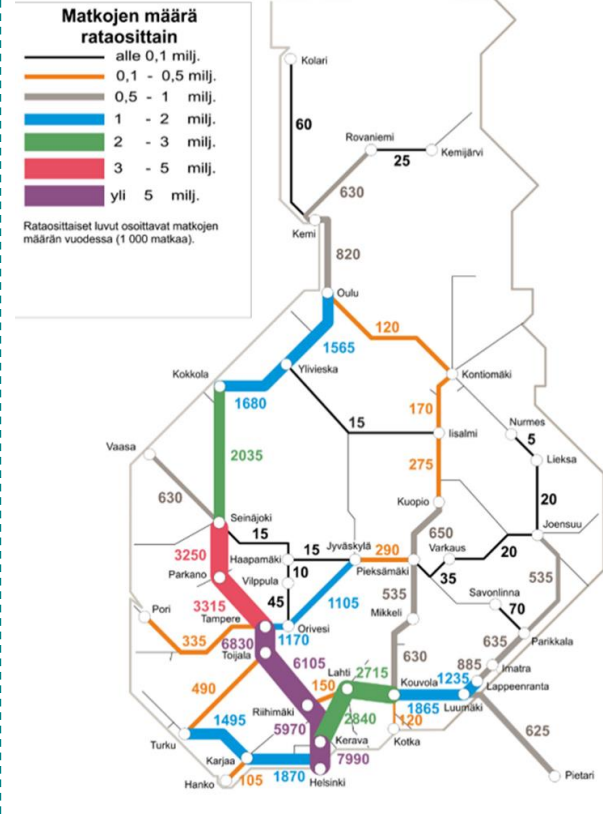 Matkojen määrä
rataosittain
alle 0,1 milj.
0,1 - 0,5 milj.
0,5 - 1 milj.
1 - 2 milj.
2 - 3 milj.
3 - 5 milj.
yli 5 milj.
Rataosittaiset luvut osoittavat matkojen
määrän vuodessa (1 000 matkaa).
Kolari
60
Rovaniemi
25
Kemijärvi
630
Kemi
820
Oulu
120
1565
Ylivieska
Kontiomäki
Kokkola
1680
170
15
Iisalmi
Nurmes
5
Lieksa
Vaasa
2035
275
630
Kuopio
20
Seinäjoki
15
650
Joensuu
3250
Haapamäki
15
Jyväskylä
290
Varkaus
20
Parkano
10
Pieksämäki
35
Vilppula
535
535
Savonlinna
3315
45
1105
70
Pori
Tampere
Orivesi
Mikkeli
335
6830
1170
635
Parikkala
Toijala
6105
630
Imatra
490
Lahti
2715
885
150
Kouvola
1235
Lappeenranta
1865
Luumäki
Riihimäki
2840
120
1495
5970
625
Turku
Kerava
Kotka
Karjaa
7990
1870
Pietari
Hanko
105
Helsinki